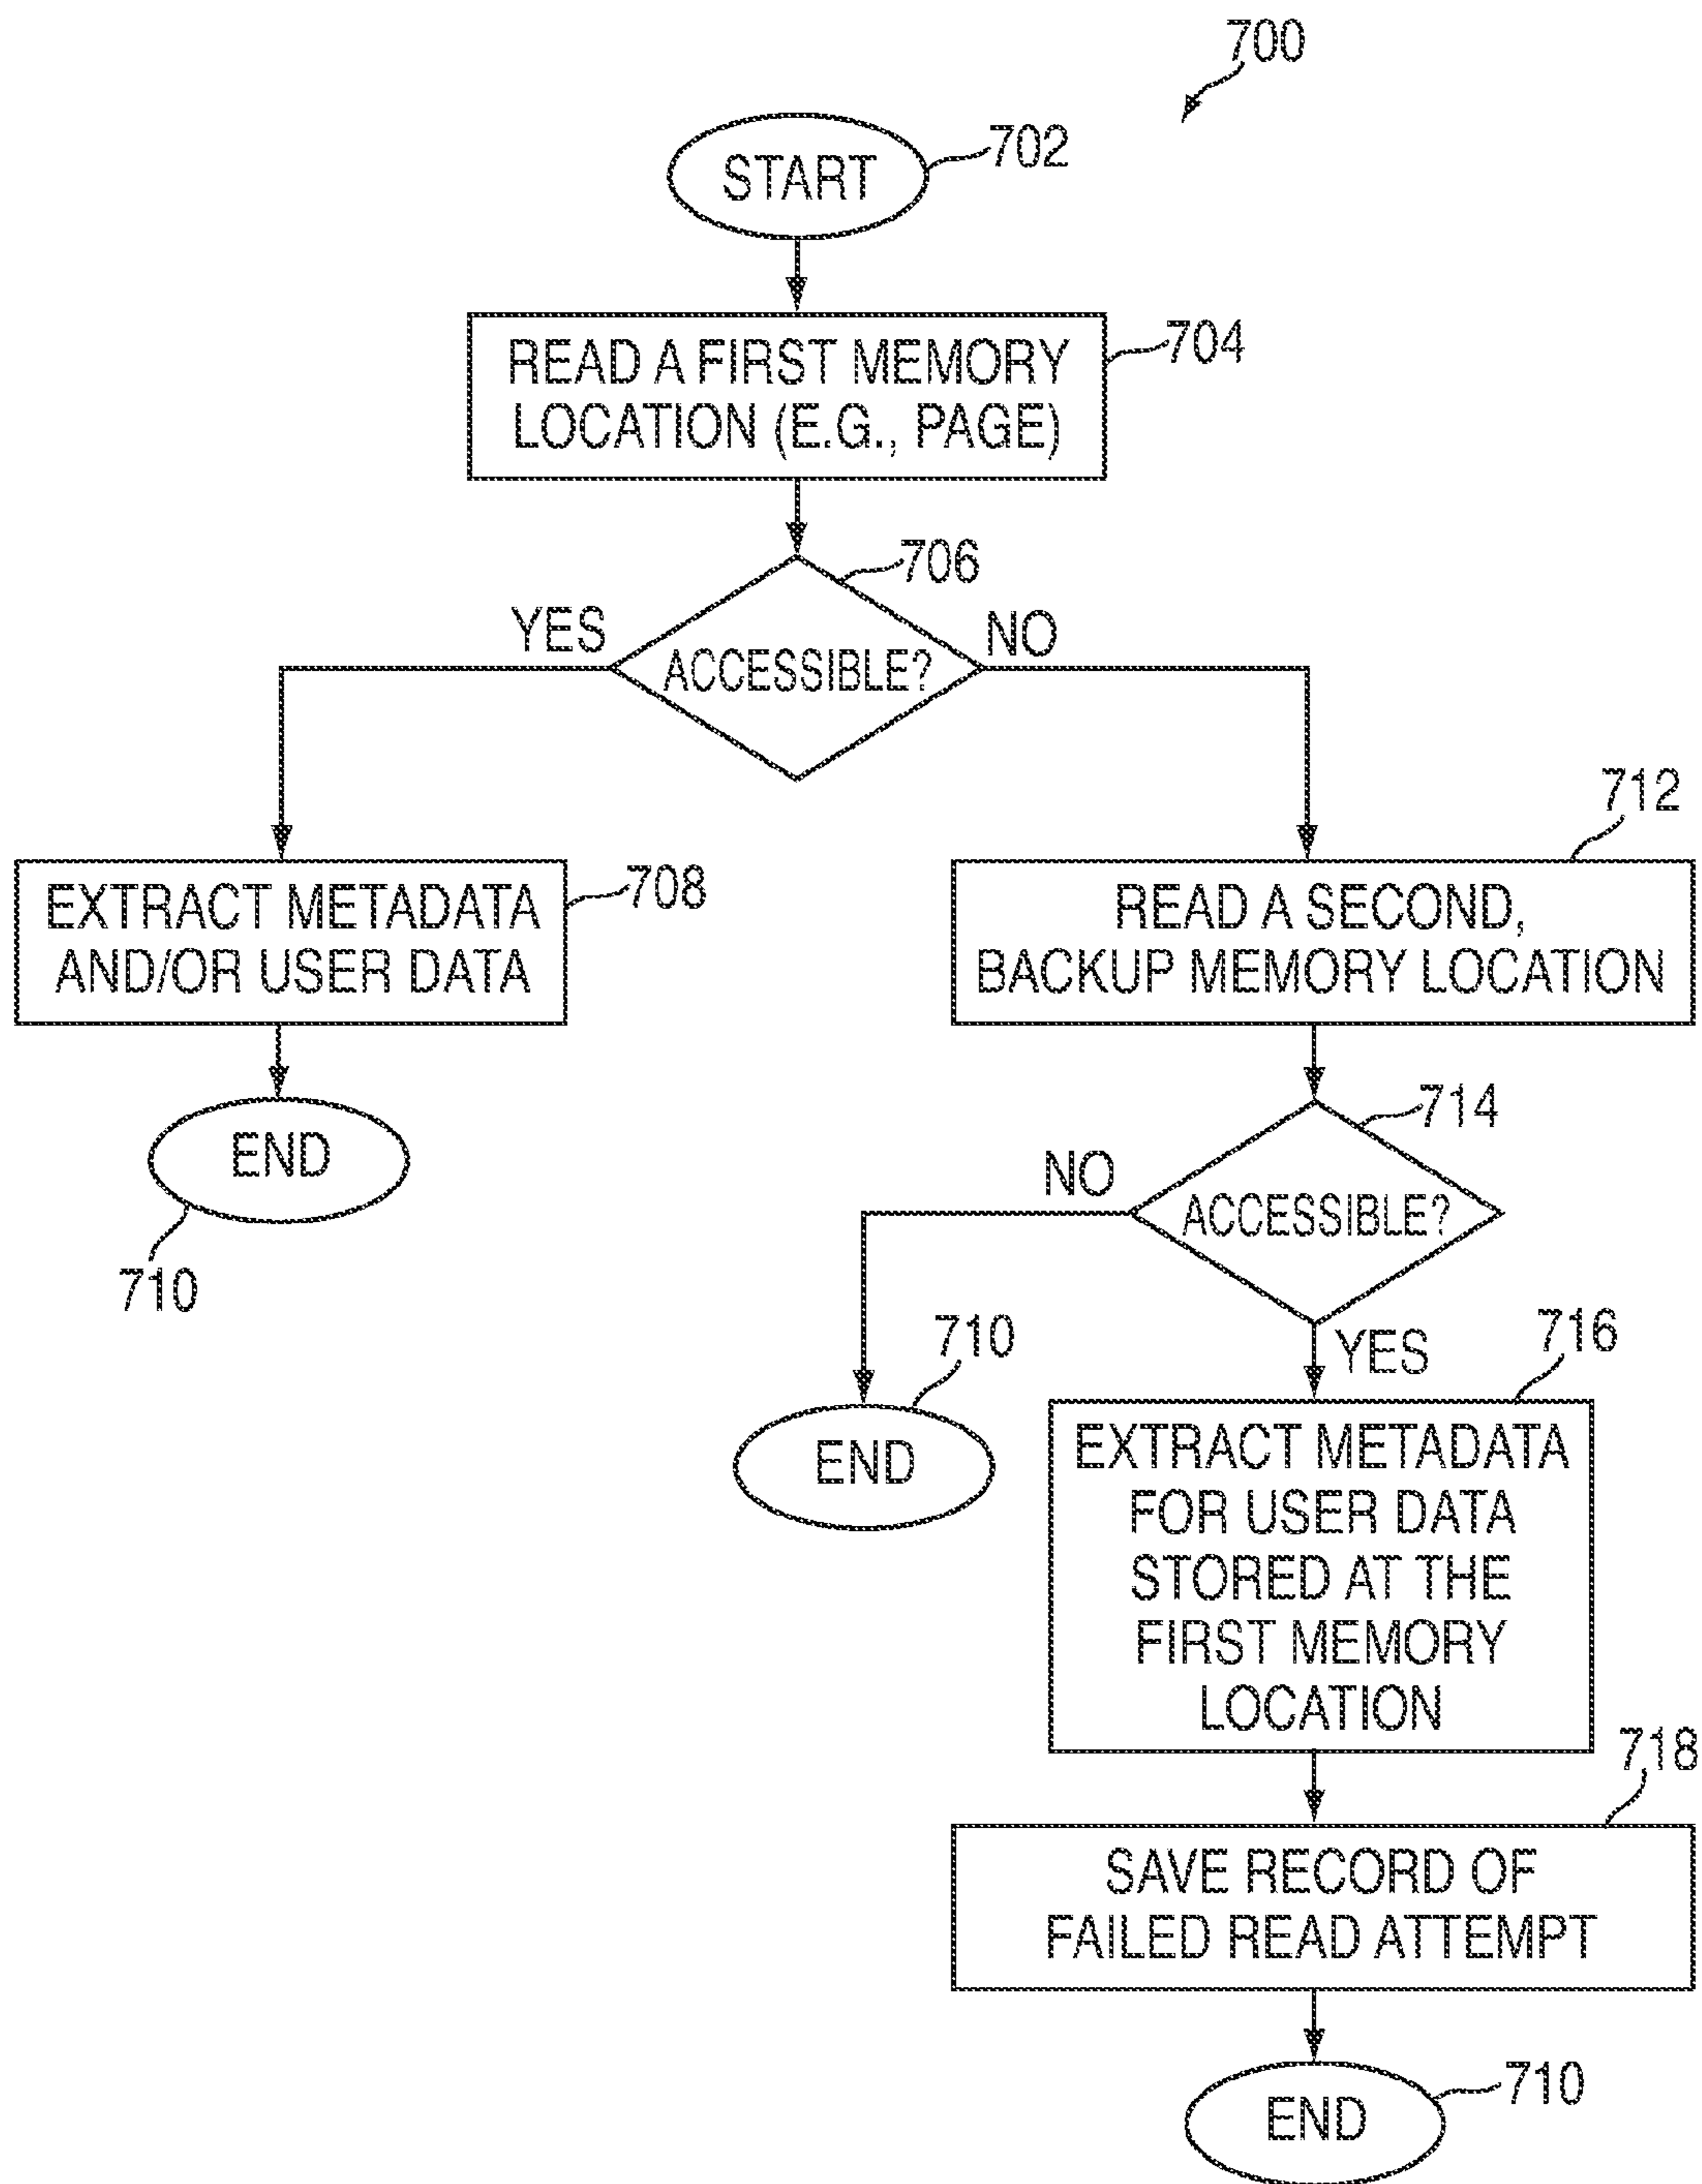 700
START
702
READ A FIRST MEMORY
LOCATION (E.G., PAGE)
704
706
YES
ACCESSIBLE?
NO
712
EXTRACT METADATA
AND/OR USER DATA
708
READ A SECOND,
BACKUP MEMORY LOCATION
END
710
714
NO
ACCESSIBLE?
YES
710
END
716
EXTRACT METADATA
FOR USER DATA
STORED AT THE
FIRST MEMORY
LOCATION
718
SAVE RECORD OF
FAILED READ ATTEMPT
END
710